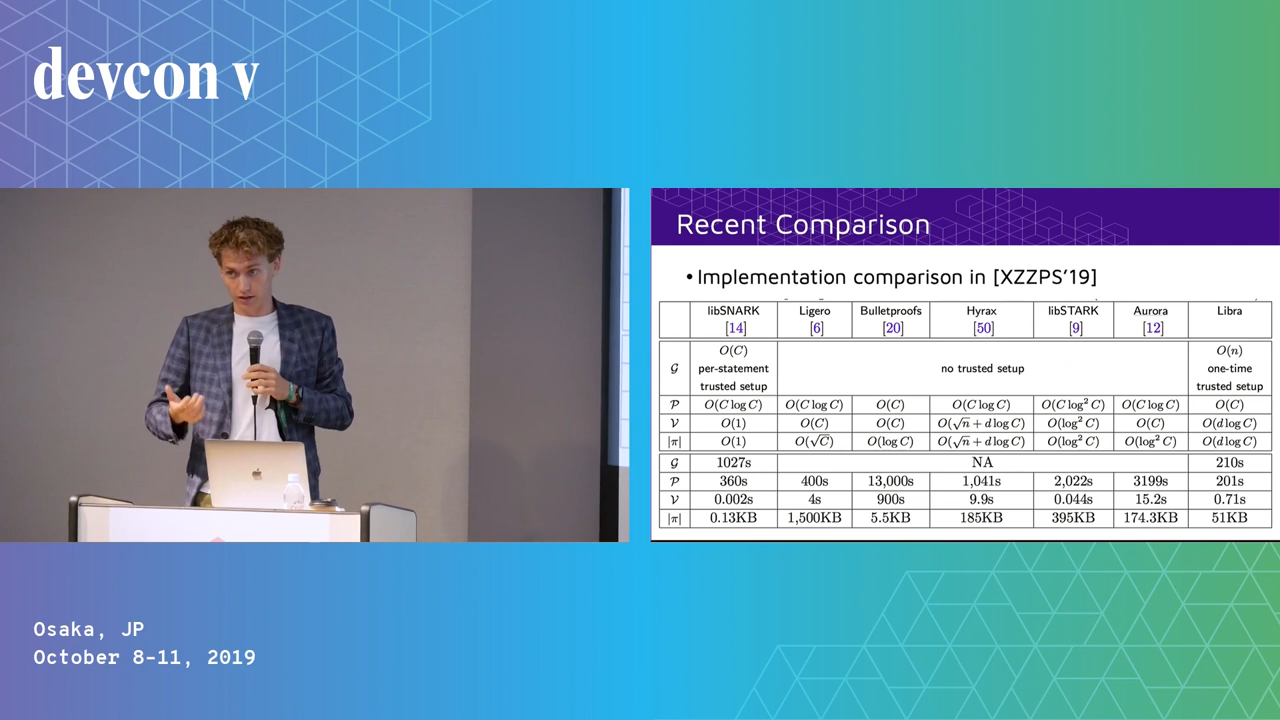 devcon v
Recent Comparison
• Implementation comparison in [XZZPS'19]
libSNARK [14] Ligero [6] Bulletproofs [20] Hyrax [50] libSTARK [9] Aurora [12] Libra
𝒢 O(C) per-statement trusted setup no trusted setup O(n) one-time trusted setup
𝒫 O(C log C) O(C log C) O(C) O(C log C) O(C log² C) O(C log C) O(C)
𝒱 O(1) O(C) O(C) O(√n + d log C) O(log² C) O(C) O(d log C)
|π| O(1) O(√C) O(log C) O(√n + d log C) O(log² C) O(log² C) O(d log C)
𝒢 1027s NA 210s
𝒫 360s 400s 13,000s 1,041s 2,022s 3199s 201s
𝒱 0.002s 4s 900s 9.9s 0.044s 15.2s 0.71s
|π| 0.13KB 1,500KB 5.5KB 185KB 395KB 174.3KB 51KB
Osaka, JP
October 8-11, 2019